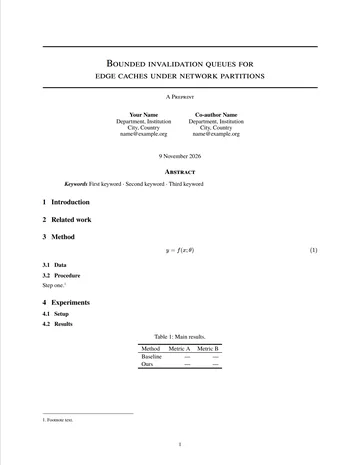 Bounded invalidation queues for
edge caches under network partitions
A Preprint
Your Name
Department, Institution
City, Country
name@example.org
Co-author Name
Department, Institution
City, Country
name@example.org
9 November 2026
Abstract
Keywords First keyword · Second keyword · Third keyword
1 Introduction
2 Related work
3 Method
y = f(x; θ) (1)
3.1 Data
3.2 Procedure
Step one.¹
4 Experiments
4.1 Setup
4.2 Results
Table 1: Main results.
Method Metric A Metric B
Baseline — —
Ours — —
1. Footnote text.
1